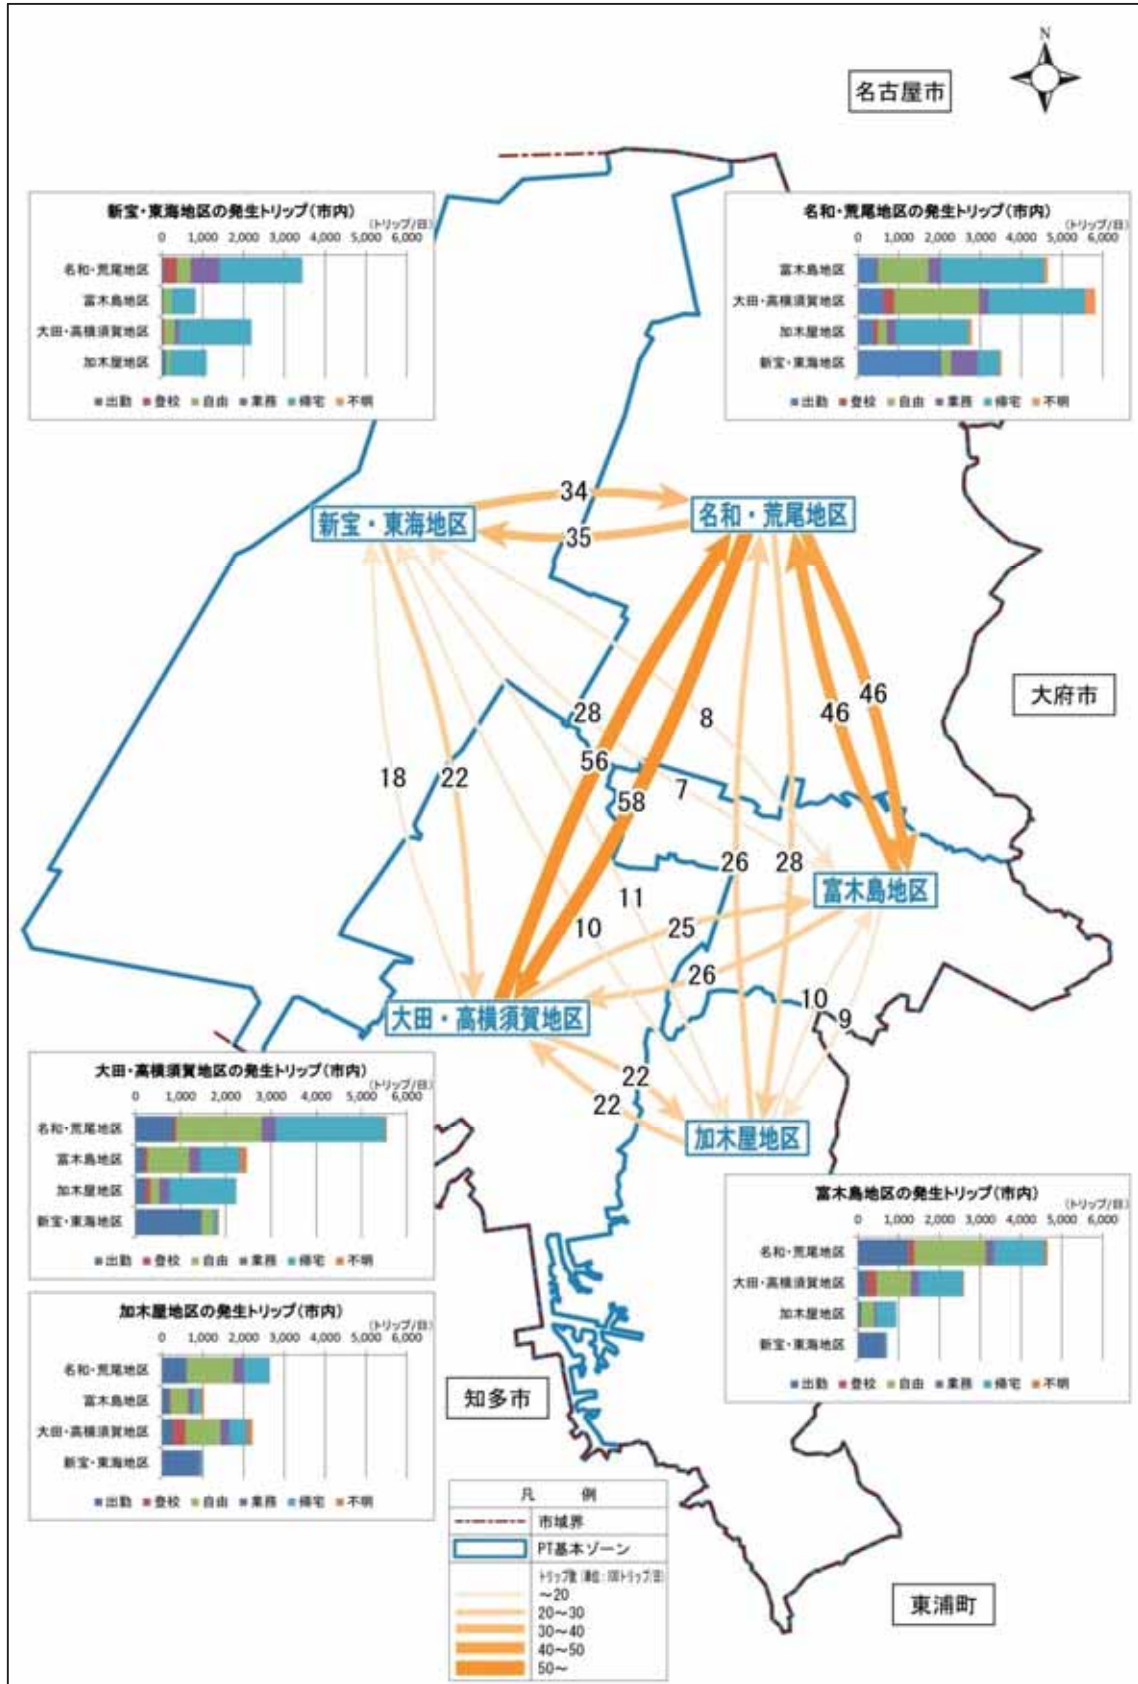 N
名古屋市
新宝・東海地区の発生トリップ(市内)
(トリップ/日)
0 1,000 2,000 3,000 4,000 5,000 6,000
名和・荒尾地区
富木島地区
大田・高横須賀地区
加木屋地区
■出勤 ■登校 ■自由 ■業務 ■帰宅 ■不明
名和・荒尾地区の発生トリップ(市内)
(トリップ/日)
0 1,000 2,000 3,000 4,000 5,000 6,000
富木島地区
大田・高横須賀地区
加木屋地区
新宝・東海地区
■出勤 ■登校 ■自由 ■業務 ■帰宅 ■不明
34
新宝・東海地区
名和・荒尾地区
35
大府市
28
8
46
46
56
18
22
7
58
26
28
富木島地区
11
10
25
26
10
9
大田・高横須賀地区
22
22
加木屋地区
大田・高横須賀地区の発生トリップ(市内)
(トリップ/日)
0 1,000 2,000 3,000 4,000 5,000 6,000
名和・荒尾地区
富木島地区
加木屋地区
新宝・東海地区
■出勤 ■登校 ■自由 ■業務 ■帰宅 ■不明
富木島地区の発生トリップ(市内)
(トリップ/日)
0 1,000 2,000 3,000 4,000 5,000 6,000
名和・荒尾地区
大田・高横須賀地区
加木屋地区
新宝・東海地区
■出勤 ■登校 ■自由 ■業務 ■帰宅 ■不明
加木屋地区の発生トリップ(市内)
(トリップ/日)
0 1,000 2,000 3,000 4,000 5,000 6,000
名和・荒尾地区
富木島地区
大田・高横須賀地区
新宝・東海地区
■出勤 ■登校 ■自由 ■業務 ■帰宅 ■不明
知多市
凡 例
市域界
PT基本ゾーン
トリップ数(単位:100トリップ/日)
~20
20~30
30~40
40~50
50~
東浦町